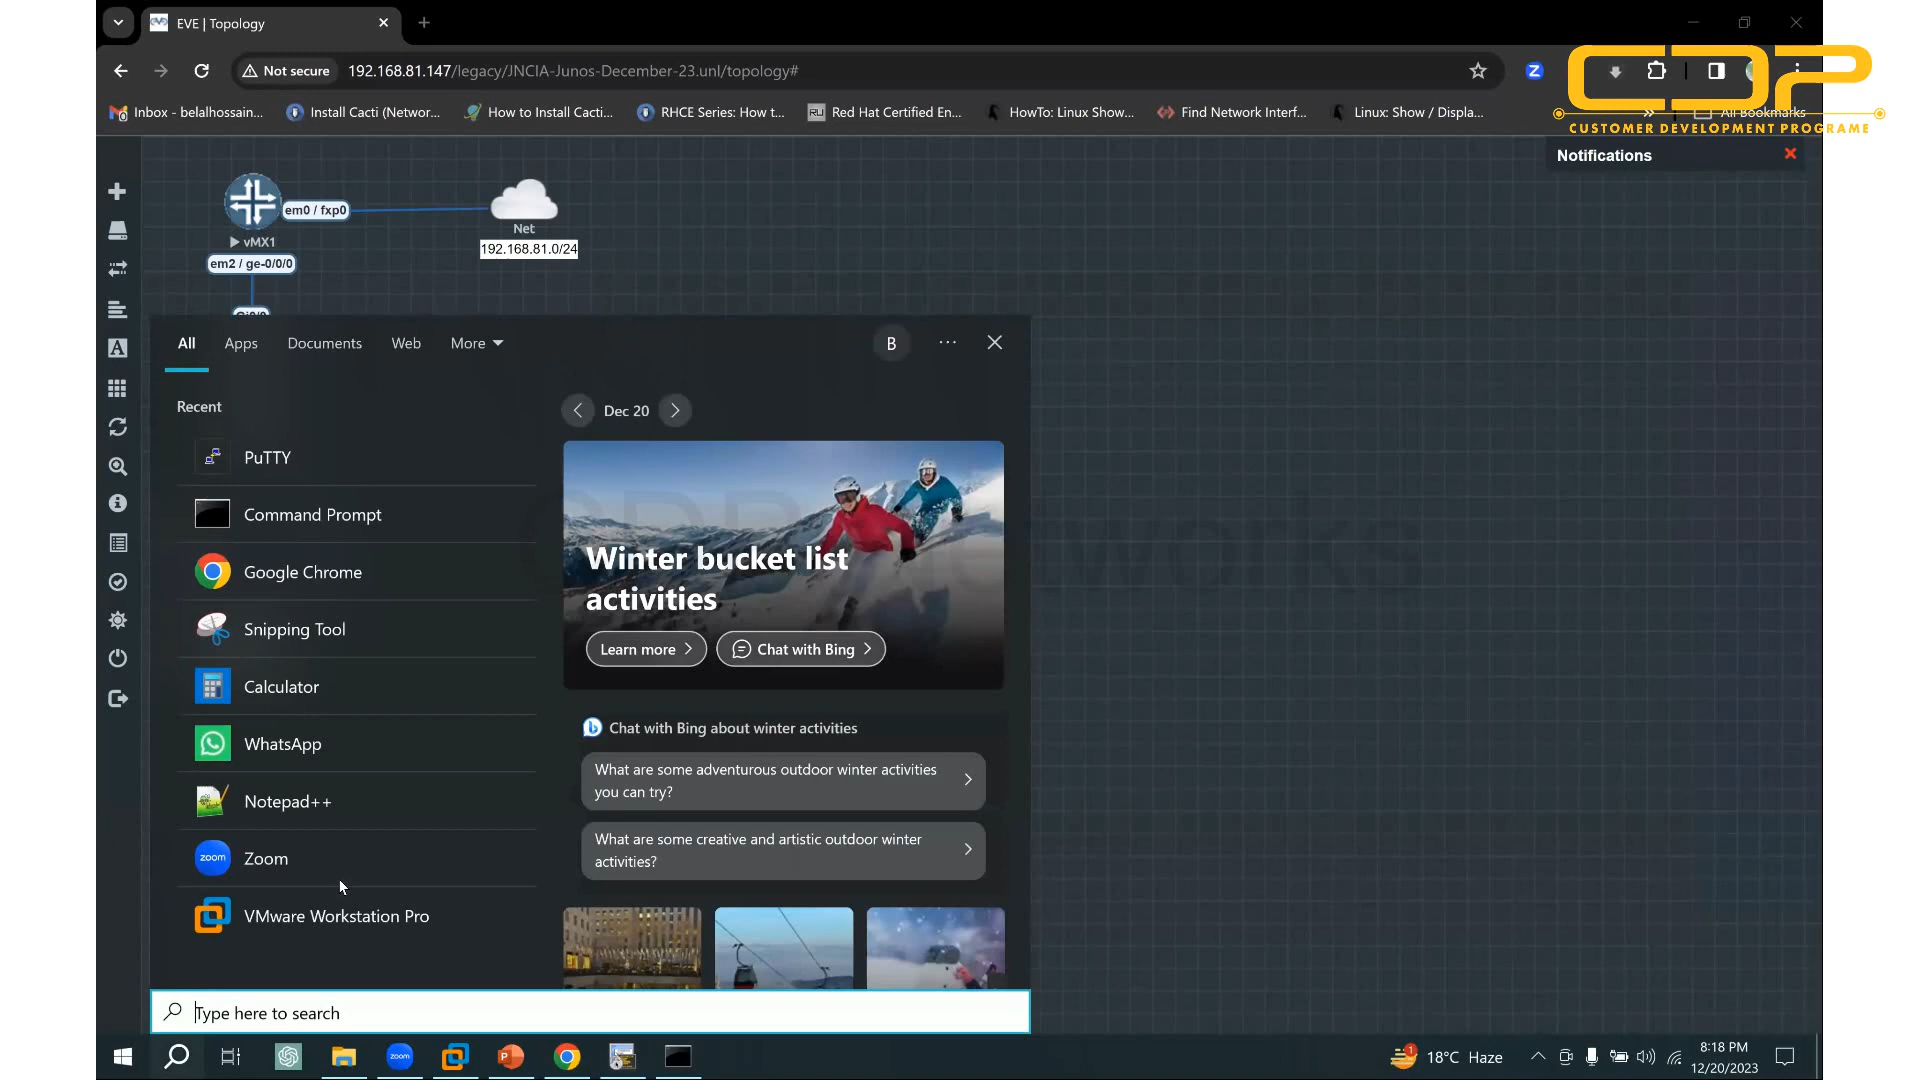 EVE | Topology
Not secure
192.168.81.147/legacy/JNCIA-Junos-December-23.unl/topology#
Inbox - belalhossain...
Install Cacti (Networ...
How to Install Cacti...
RHCE Series: How t...
Red Hat Certified En...
HowTo: Linux Show...
Find Network Interf...
Linux: Show / Displa...
All Bookmarks
CDP
CUSTOMER DEVELOPMENT PROGRAME
Notifications
em0 / fxp0
vMX1
em2 / ge-0/0/0
Net
192.168.81.0/24
All
Apps
Documents
Web
More
B
Recent
PuTTY
Command Prompt
Google Chrome
Snipping Tool
Calculator
WhatsApp
Notepad++
zoom
Zoom
VMware Workstation Pro
Dec 20
Winter bucket list
activities
Learn more
Chat with Bing
Chat with Bing about winter activities
What are some adventurous outdoor winter activities
you can try?
What are some creative and artistic outdoor winter
activities?
Type here to search
zoom
1
18°C Haze
8:18 PM
12/20/2023